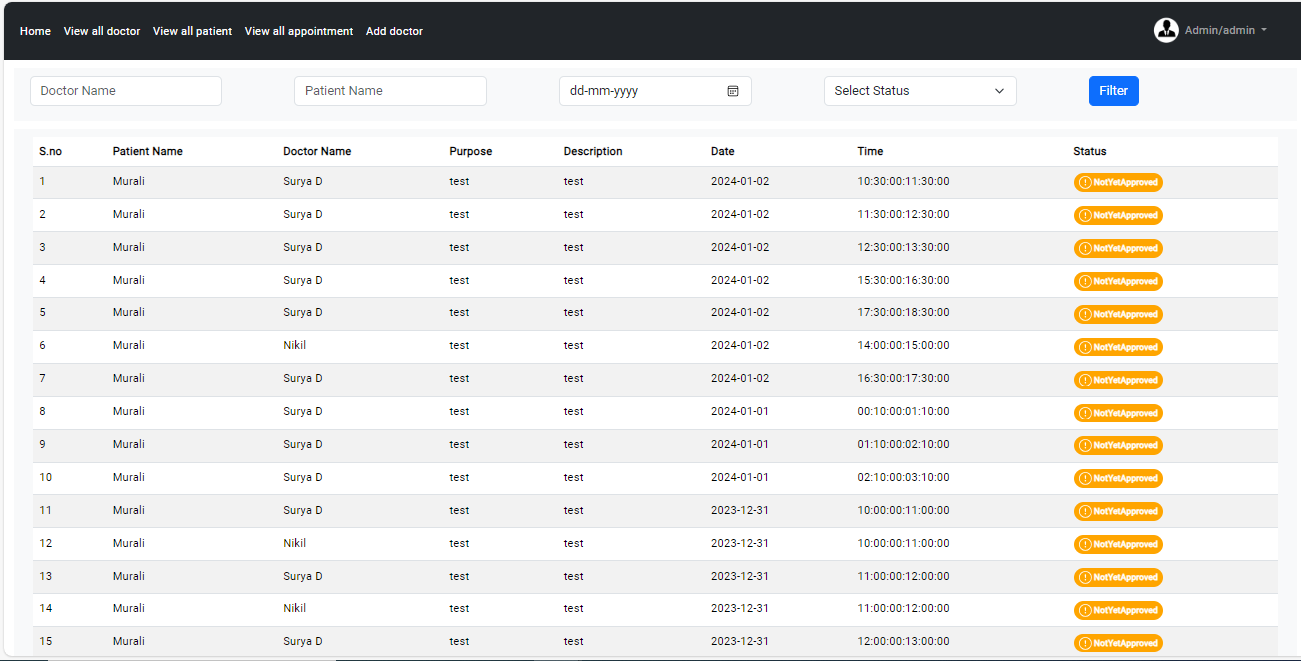 Home View all doctor View all patient View all appointment Add doctor Admin/admin
Doctor Name Patient Name dd-mm-yyyy Select Status Filter
S.no Patient Name Doctor Name Purpose Description Date Time Status
1 Murali Surya D test test 2024-01-02 10:30:00:11:30:00 NotYetApproved
2 Murali Surya D test test 2024-01-02 11:30:00:12:30:00 NotYetApproved
3 Murali Surya D test test 2024-01-02 12:30:00:13:30:00 NotYetApproved
4 Murali Surya D test test 2024-01-02 15:30:00:16:30:00 NotYetApproved
5 Murali Surya D test test 2024-01-02 17:30:00:18:30:00 NotYetApproved
6 Murali Nikil test test 2024-01-02 14:00:00:15:00:00 NotYetApproved
7 Murali Surya D test test 2024-01-02 16:30:00:17:30:00 NotYetApproved
8 Murali Surya D test test 2024-01-01 00:10:00:01:10:00 NotYetApproved
9 Murali Surya D test test 2024-01-01 01:10:00:02:10:00 NotYetApproved
10 Murali Surya D test test 2024-01-01 02:10:00:03:10:00 NotYetApproved
11 Murali Surya D test test 2023-12-31 10:00:00:11:00:00 NotYetApproved
12 Murali Nikil test test 2023-12-31 10:00:00:11:00:00 NotYetApproved
13 Murali Surya D test test 2023-12-31 11:00:00:12:00:00 NotYetApproved
14 Murali Nikil test test 2023-12-31 11:00:00:12:00:00 NotYetApproved
15 Murali Surya D test test 2023-12-31 12:00:00:13:00:00 NotYetApproved